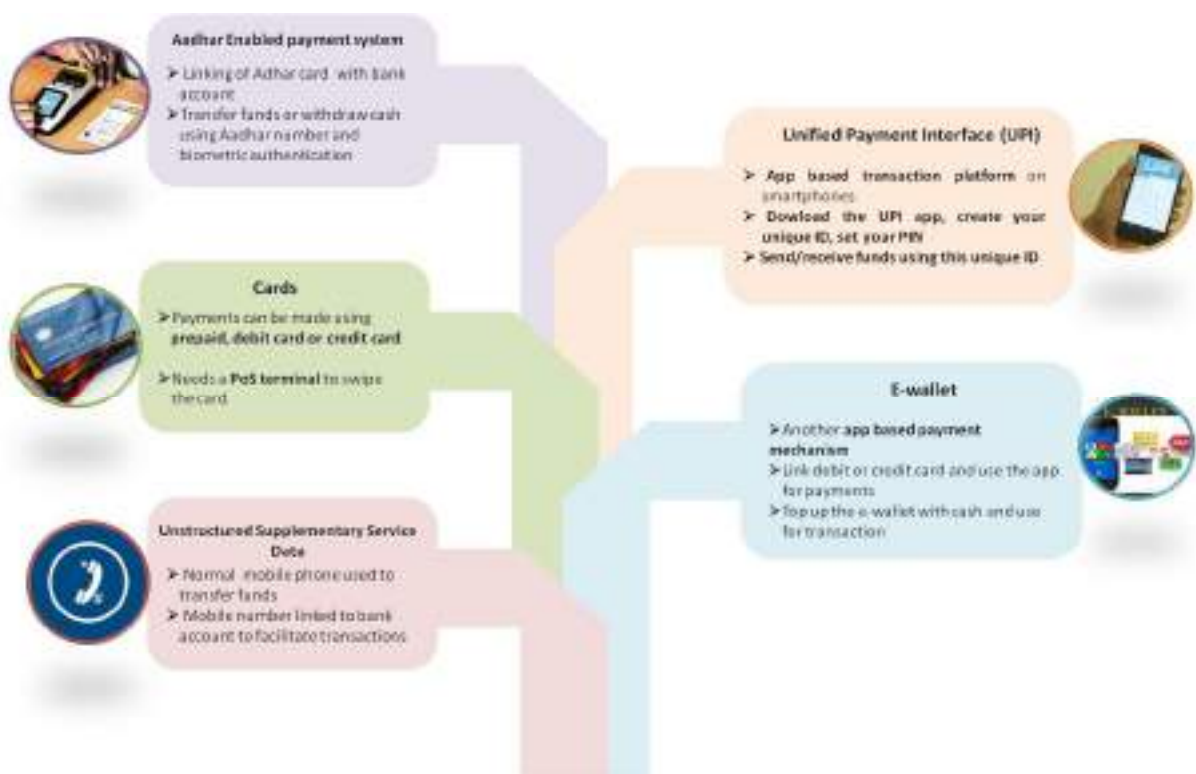 Aadhar Enabled payment system
➤ Linking of Adhar card with bank
account
➤ Transfer funds or withdraw cash
using Aadhar number and
biometric authentication
Unified Payment Interface (UPI)
➤ App based transaction platform on
smartphones
➤ Dowload the UPI app, create your
unique ID, set your PIN
➤ Send/receive funds using this unique ID
Cards
➤ Payments can be made using
prepaid, debit card or credit card
➤ Needs a PoS terminal to swipe
the card
E-wallet
➤ Another app based payment
mechanism
➤ Link debit or credit card and use the app
for payments
➤ Top up the e-wallet with cash and use
for transaction
Unstructured Supplementary Service
Data
➤ Normal mobile phone used to
transfer funds
➤ Mobile number linked to bank
account to facilitate transactions